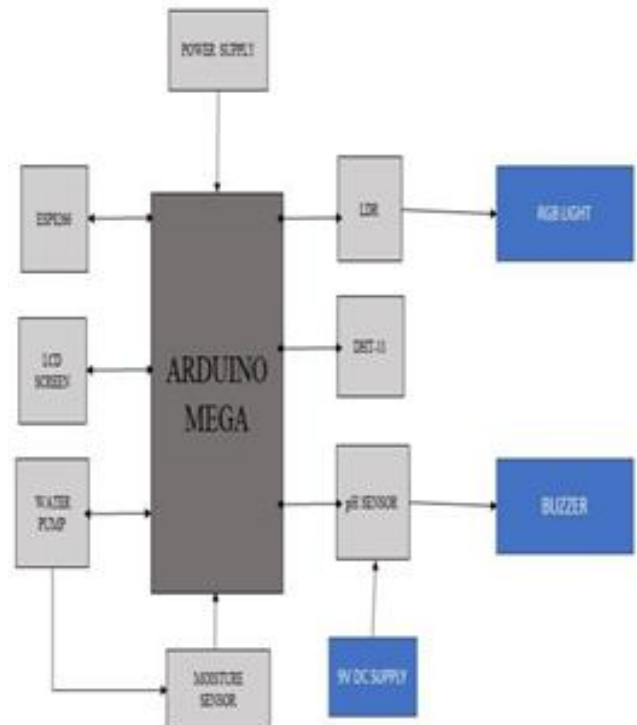 POWER SUPPLY
ESP8266
LDR
RGB LIGHT
LCD
SCREEN
ARDUINO
MEGA
DHT-11
WATER
PUMP
pH SENSOR
BUZZER
MOISTURE
SENSOR
9V DC SUPPLY